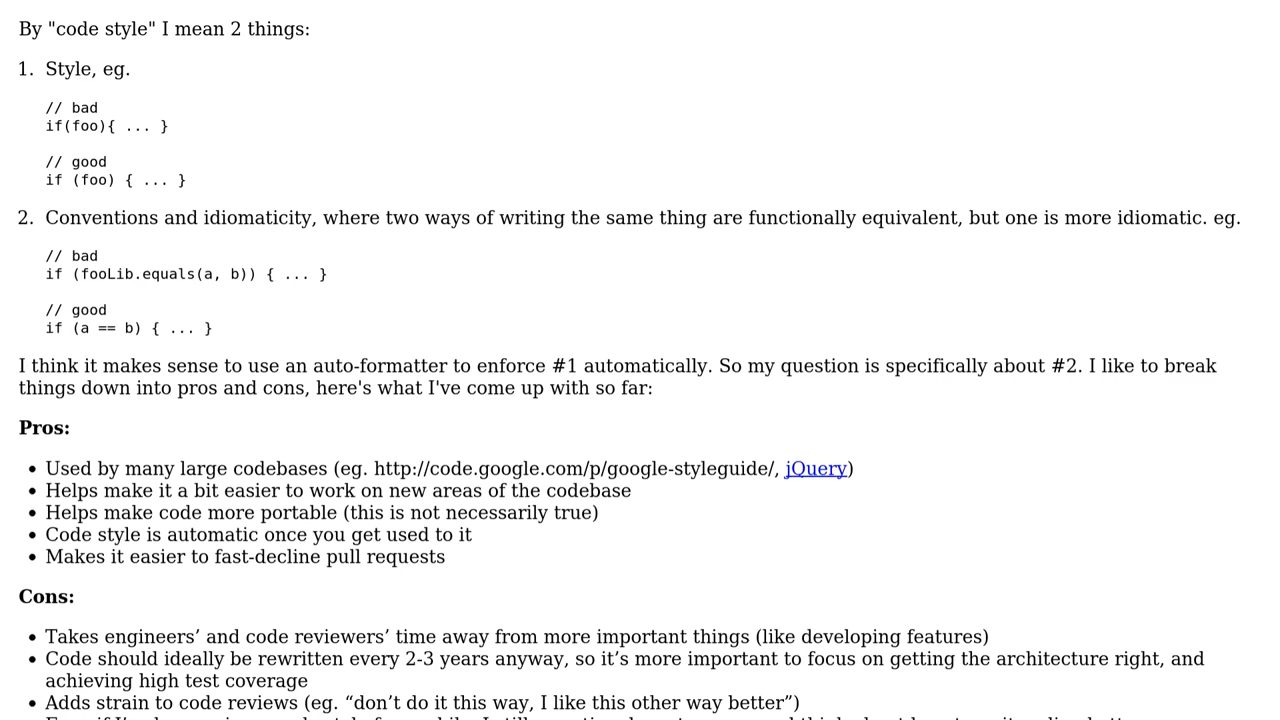 By "code style" I mean 2 things:
1. Style, eg.
// bad
if(foo){ ... }
// good
if (foo) { ... }
2. Conventions and idiomaticity, where two ways of writing the same thing are functionally equivalent, but one is more idiomatic. eg.
// bad
if (fooLib.equals(a, b)) { ... }
// good
if (a == b) { ... }
I think it makes sense to use an auto-formatter to enforce #1 automatically. So my question is specifically about #2. I like to break
things down into pros and cons, here's what I've come up with so far:
Pros:
• Used by many large codebases (eg. http://code.google.com/p/google-styleguide/, jQuery)
• Helps make it a bit easier to work on new areas of the codebase
• Helps make code more portable (this is not necessarily true)
• Code style is automatic once you get used to it
• Makes it easier to fast-decline pull requests
Cons:
• Takes engineers’ and code reviewers’ time away from more important things (like developing features)
• Code should ideally be rewritten every 2-3 years anyway, so it’s more important to focus on getting the architecture right, and
achieving high test coverage
• Adds strain to code reviews (eg. “don’t do it this way, I like this other way better”)